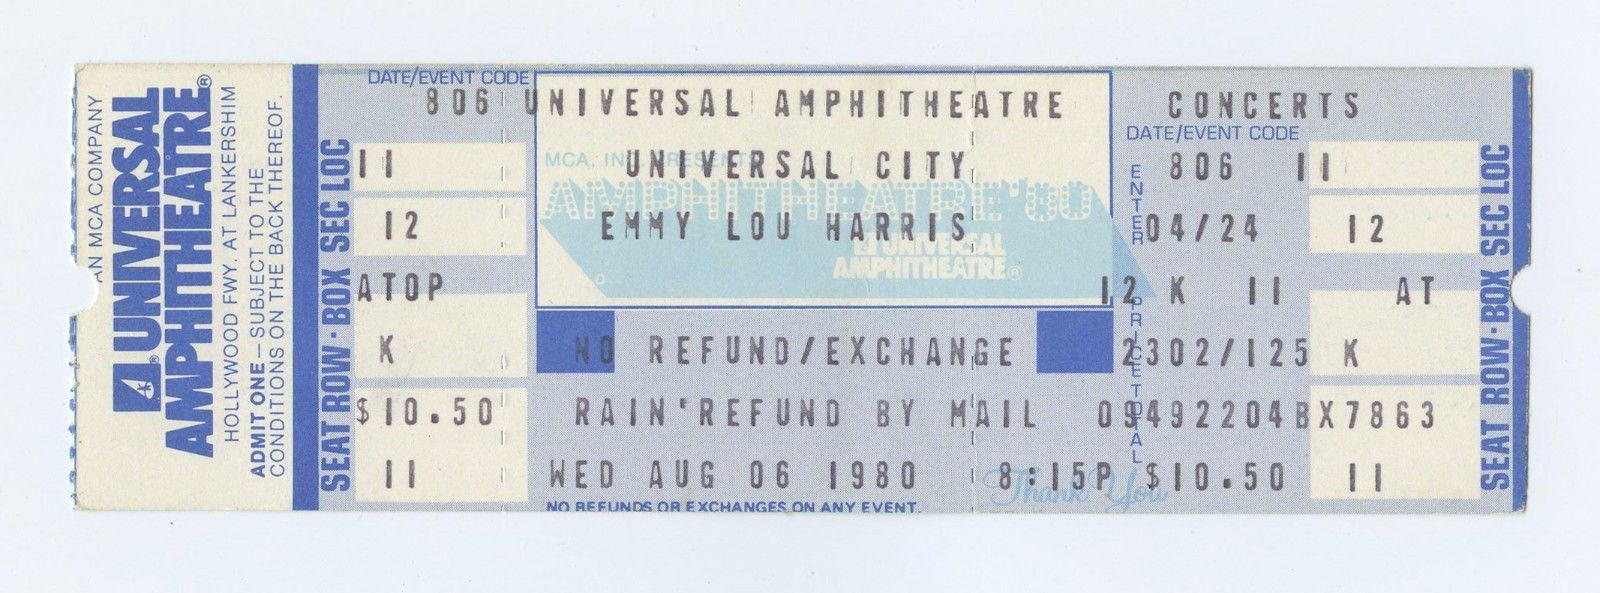 AN MCA COMPANY
UNIVERSAL
AMPHITHEATRE®
HOLLYWOOD FWY. AT LANKERSHIM
ADMIT ONE — SUBJECT TO THE
CONDITIONS ON THE BACK THEREOF.
SEAT ROW · BOX SEC LOC
DATE/EVENT CODE
806 UNIVERSAL AMPHITHEATRE CONCERTS
DATE/EVENT CODE
11 MCA, INC. PRESENTS UNIVERSAL CITY 806 11
AMPHITHEATRE '80
12 EMMY LOU HARRIS ENTER 04/24 12
UNIVERSAL
AMPHITHEATRE®
ATOP 12 K 11 AT
K NO REFUND/EXCHANGE 2302/125 K
PRICE TOTAL
$10.50 RAIN REFUND BY MAIL 09492204BX7863
11 WED AUG 06 1980 8:15P $10.50 11
Thank You
NO REFUNDS OR EXCHANGES ON ANY EVENT.
SEAT ROW · BOX SEC LOC